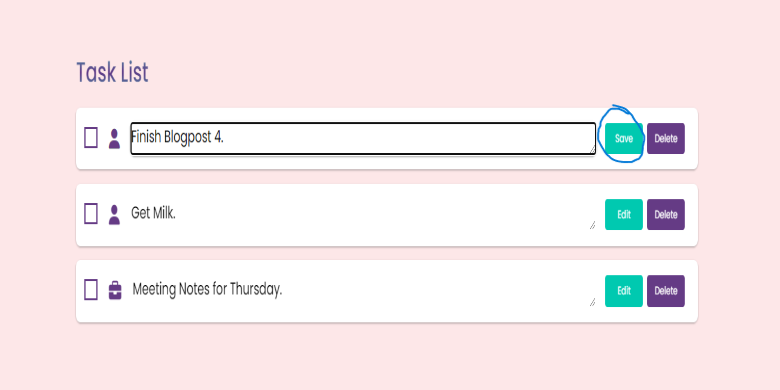 Task List
Finish Blogpost 4. Save Delete
Get Milk. Edit Delete
Meeting Notes for Thursday. Edit Delete